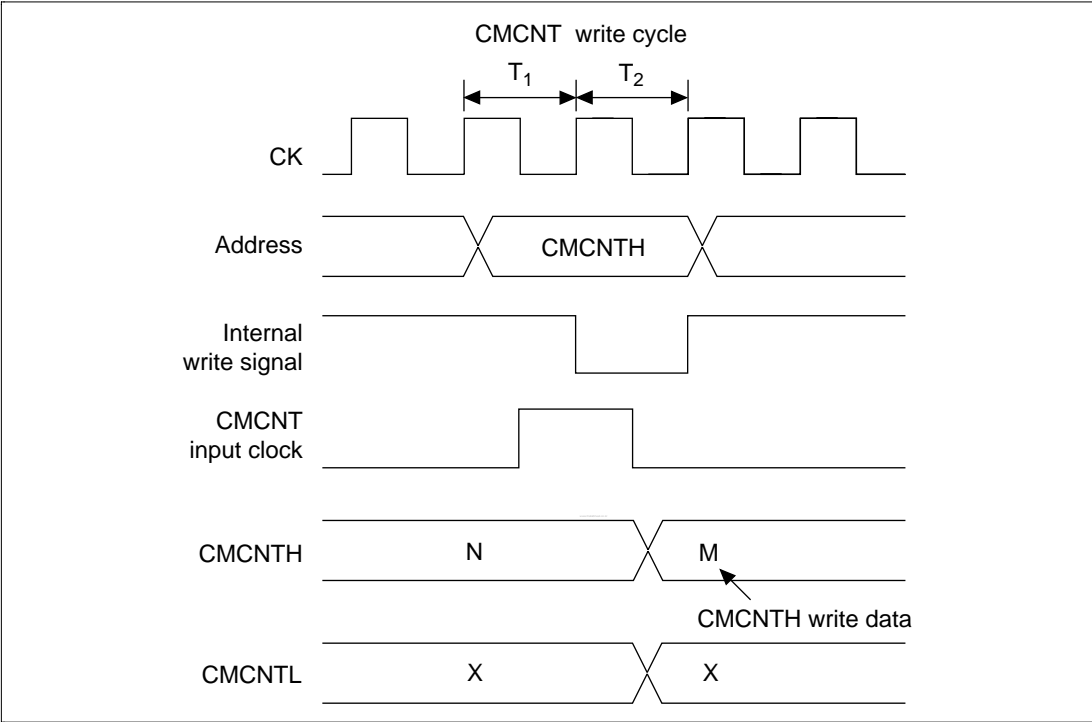 CMCNT write cycle
T1 T2
CK
Address CMCNTH
Internal
write signal
CMCNT
input clock
CMCNTH N M
CMCNTH write data
CMCNTL X X